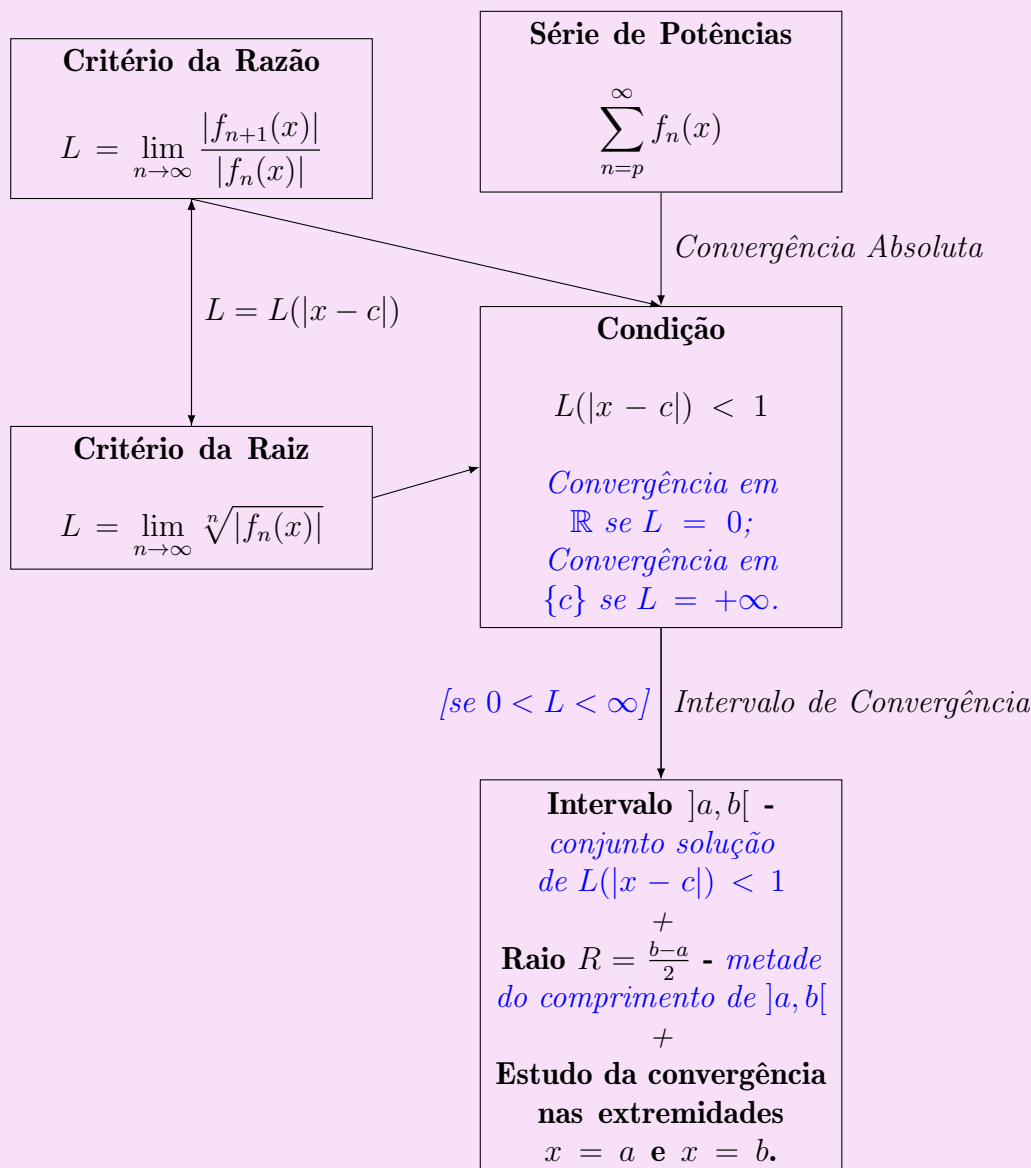 Critério da Razão
L = lim_{n→∞} |f_{n+1}(x)| / |f_n(x)|
Série de Potências
∑_{n=p}^{∞} f_n(x)
Convergência Absoluta
L = L(|x − c|)
Critério da Raiz
L = lim_{n→∞} ⁿ√|f_n(x)|
Condição
L(|x − c|) < 1
Convergência em
ℝ se L = 0;
Convergência em
{c} se L = +∞.
[se 0 < L < ∞]
Intervalo de Convergência
Intervalo ]a, b[ -
conjunto solução
de L(|x − c|) < 1
+
Raio R = (b−a)/2 - metade
do comprimento de ]a, b[
+
Estudo da convergência
nas extremidades
x = a e x = b.